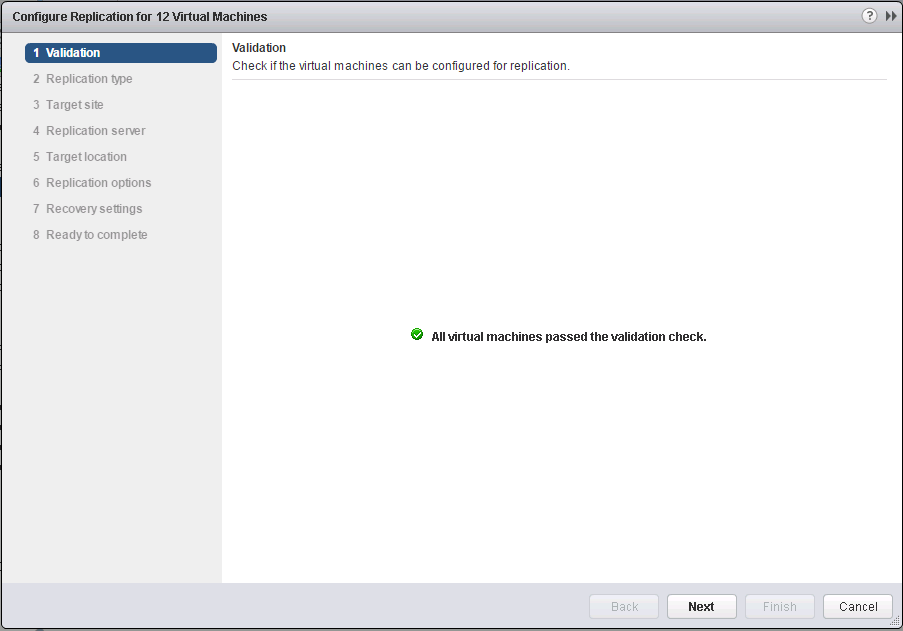 Configure Replication for 12 Virtual Machines
?
1 Validation
2 Replication type
3 Target site
4 Replication server
5 Target location
6 Replication options
7 Recovery settings
8 Ready to complete
Validation
Check if the virtual machines can be configured for replication.
All virtual machines passed the validation check.
Back
Next
Finish
Cancel